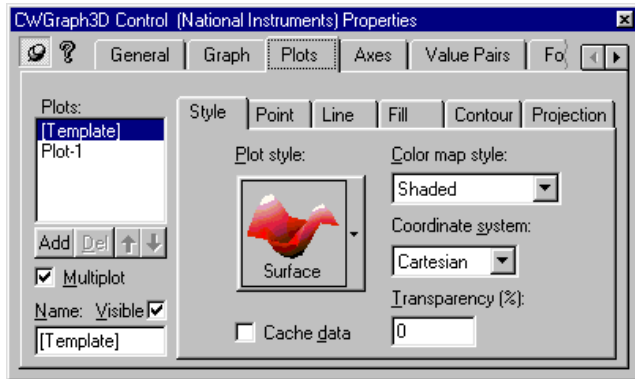 CWGraph3D Control (National Instruments) Properties
General Graph Plots Axes Value Pairs Fo
Plots:
[Template]
Plot-1
Add Del
Multiplot
Name: Visible
[Template]
Style Point Line Fill Contour Projection
Plot style:
Surface
Cache data
Color map style:
Shaded
Coordinate system:
Cartesian
Transparency (%):
0